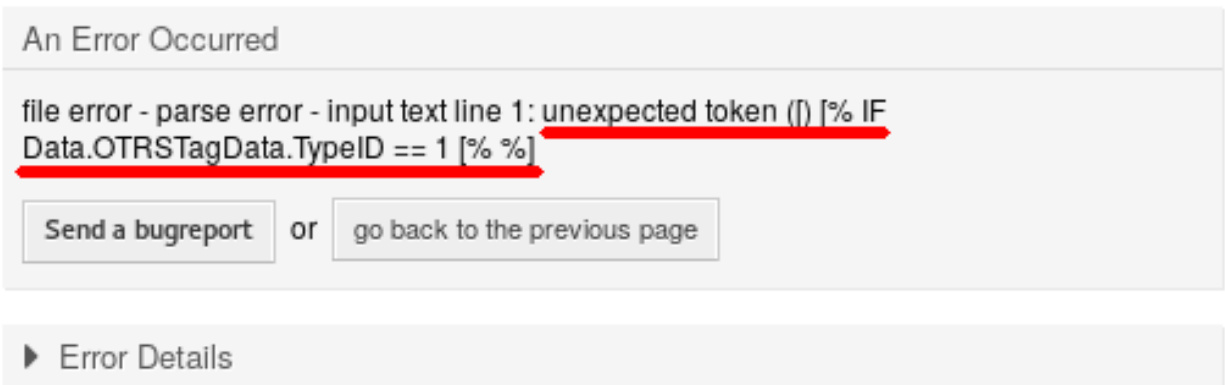 An Error Occurred
file error - parse error - input text line 1: unexpected token ([) [% IF
Data.OTRSTagData.TypeID == 1 [% %]
Send a bugreport or go back to the previous page
Error Details